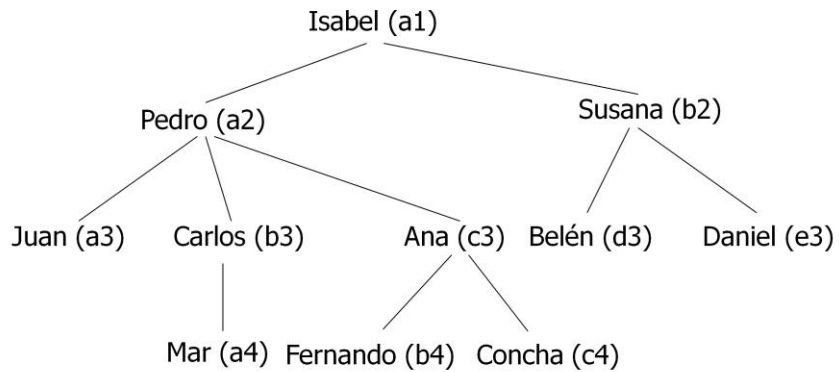 Isabel (a1)
Pedro (a2)
Susana (b2)
Juan (a3)
Carlos (b3)
Ana (c3)
Belén (d3)
Daniel (e3)
Mar (a4)
Fernando (b4)
Concha (c4)